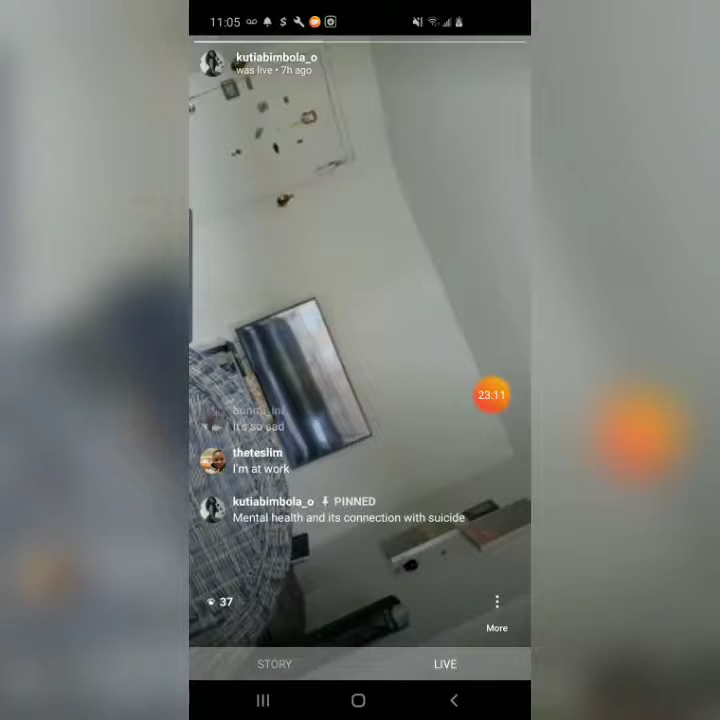 11:05
kutiabimbola_o
was live • 7h ago
23:11
It's so sad
theteslim
I'm at work
kutiabimbola_o PINNED
Mental health and its connection with suicide
37
More
STORY LIVE